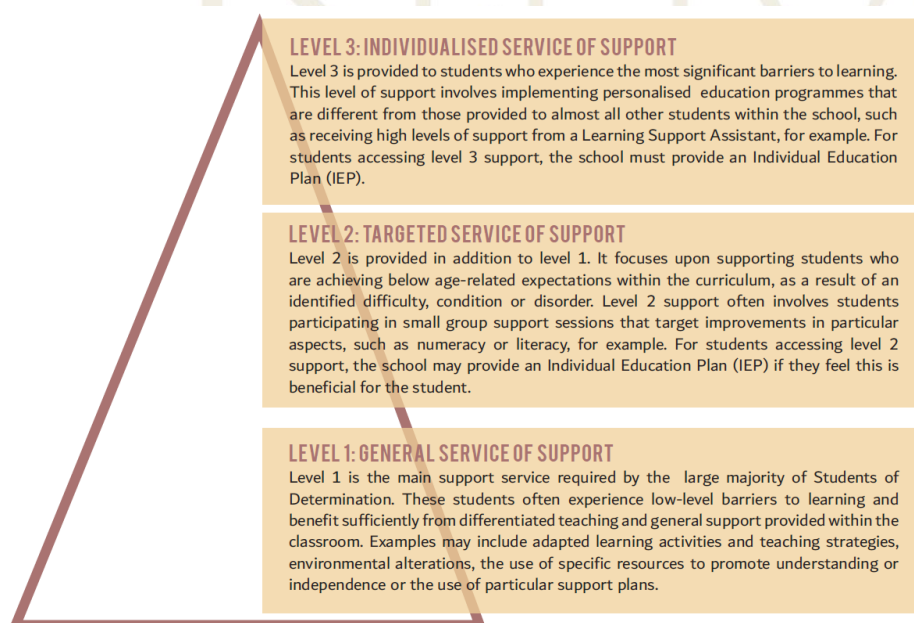 LEVEL 3: INDIVIDUALISED SERVICE OF SUPPORT
Level 3 is provided to students who experience the most significant barriers to learning.
This level of support involves implementing personalised education programmes that
are different from those provided to almost all other students within the school, such
as receiving high levels of support from a Learning Support Assistant, for example. For
students accessing level 3 support, the school must provide an Individual Education
Plan (IEP).
LEVEL 2: TARGETED SERVICE OF SUPPORT
Level 2 is provided in addition to level 1. It focuses upon supporting students who
are achieving below age-related expectations within the curriculum, as a result of an
identified difficulty, condition or disorder. Level 2 support often involves students
participating in small group support sessions that target improvements in particular
aspects, such as numeracy or literacy, for example. For students accessing level 2
support, the school may provide an Individual Education Plan (IEP) if they feel this is
beneficial for the student.
LEVEL 1: GENERAL SERVICE OF SUPPORT
Level 1 is the main support service required by the large majority of Students of
Determination. These students often experience low-level barriers to learning and
benefit sufficiently from differentiated teaching and general support provided within the
classroom. Examples may include adapted learning activities and teaching strategies,
environmental alterations, the use of specific resources to promote understanding or
independence or the use of particular support plans.